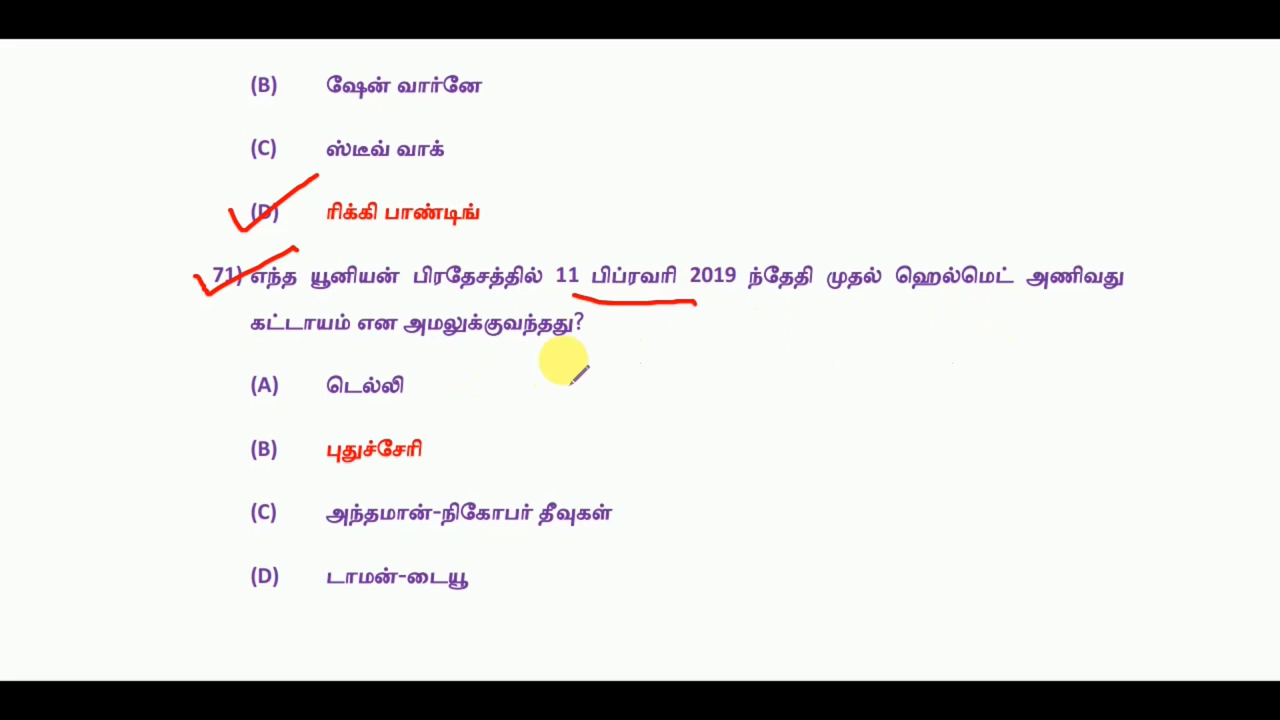 (B) ஷேன் வார்னே
(C) ஸ்டீவ் வாக்
(D) ரிக்கி பாண்டிங்
71) எந்த யூனியன் பிரதேசத்தில் 11 பிப்ரவரி 2019 ந்தேதி முதல் ஹெல்மெட் அணிவது
கட்டாயம் என அமலுக்குவந்தது?
(A) டெல்லி
(B) புதுச்சேரி
(C) அந்தமான்-நிகோபர் தீவுகள்
(D) டாமன்-டையூ